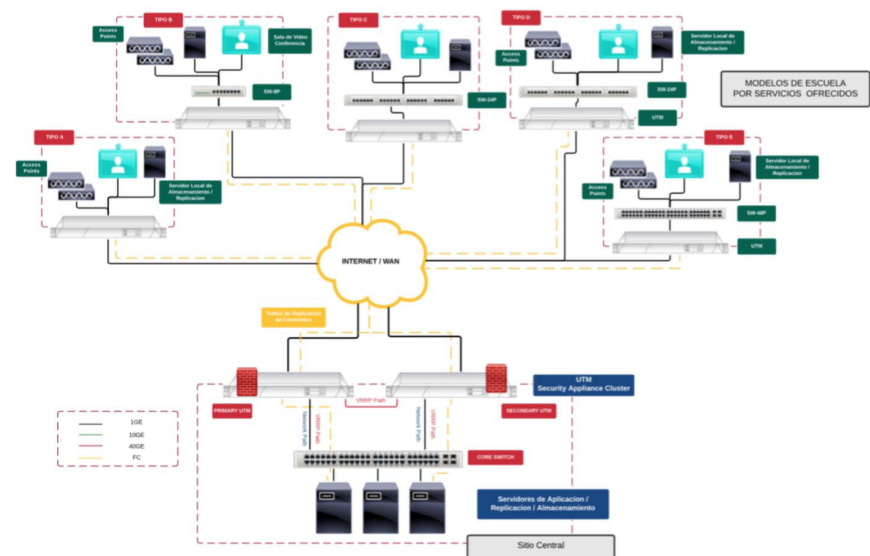 TIPO B
Access
Points
Sala de Video
Conferencia
SW-8P
TIPO C
SW-24P
TIPO D
Access
Points
Servidor Local de
Almacenamiento /
Replicacion
SW-24P
UTM
MODELOS DE ESCUELA
POR SERVICIOS OFRECIDOS
TIPO A
Access
Points
Servidor Local de
Almacenamiento /
Replicacion
TIPO E
Access
Points
Servidor Local de
Almacenamiento /
Replicacion
SW-48P
UTM
INTERNET / WAN
de Contenidos
UTM
Security Appliance Cluster
PRIMARY UTM
VRRP Path
SECONDARY UTM
Network Path
VRRP Path
Network Path
VRRP Path
1GE
10GE
40GE
FC
CORE SWITCH
Servidores de Aplicacion /
Replicacion / Almacenamiento
Sitio Central